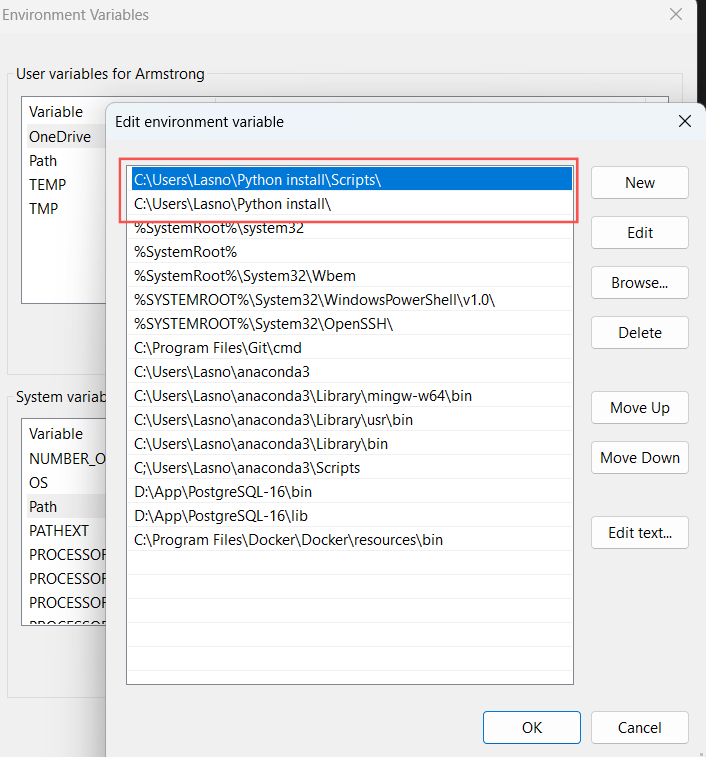 Environment Variables
User variables for Armstrong
Variable
OneDrive
Path
TEMP
TMP
System variab
Variable
NUMBER_O
OS
Path
PATHEXT
PROCESSOR
PROCESSOR
PROCESSOR
Edit environment variable
C:\Users\Lasno\Python install\Scripts\
C:\Users\Lasno\Python install\
%SystemRoot%\system32
%SystemRoot%
%SystemRoot%\System32\Wbem
%SYSTEMROOT%\System32\WindowsPowerShell\v1.0\
%SYSTEMROOT%\System32\OpenSSH\
C:\Program Files\Git\cmd
C:\Users\Lasno\anaconda3
C:\Users\Lasno\anaconda3\Library\mingw-w64\bin
C:\Users\Lasno\anaconda3\Library\usr\bin
C:\Users\Lasno\anaconda3\Library\bin
C;\Users\Lasno\anaconda3\Scripts
D:\App\PostgreSQL-16\bin
D:\App\PostgreSQL-16\lib
C:\Program Files\Docker\Docker\resources\bin
New
Edit
Browse...
Delete
Move Up
Move Down
Edit text...
OK
Cancel